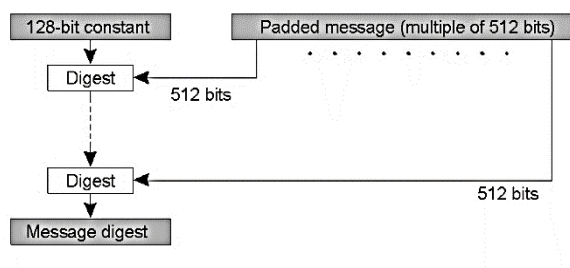 128-bit constant
Padded message (multiple of 512 bits)
Digest
512 bits
Digest
512 bits
Message digest